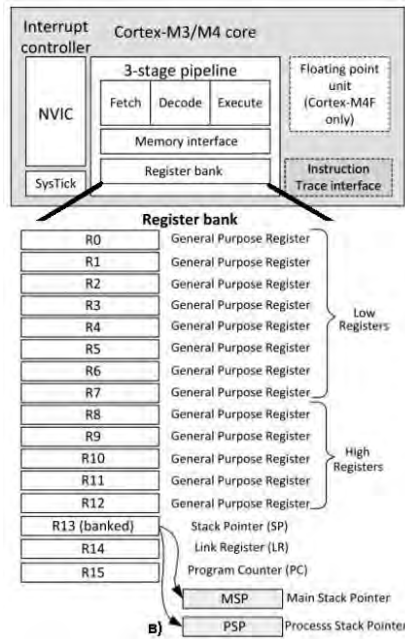 Interrupt controller
Cortex-M3/M4 core
NVIC
SysTick
3-stage pipeline
Fetch
Decode
Execute
Memory interface
Register bank
Floating point unit (Cortex-M4F only)
Instruction Trace interface
Register bank
R0 General Purpose Register
R1 General Purpose Register
R2 General Purpose Register
R3 General Purpose Register
R4 General Purpose Register
R5 General Purpose Register
R6 General Purpose Register
R7 General Purpose Register
Low Registers
R8 General Purpose Register
R9 General Purpose Register
R10 General Purpose Register
R11 General Purpose Register
R12 General Purpose Register
High Registers
R13 (banked) Stack Pointer (SP)
R14 Link Register (LR)
R15 Program Counter (PC)
MSP Main Stack Pointer
в) PSP Processs Stack Pointer